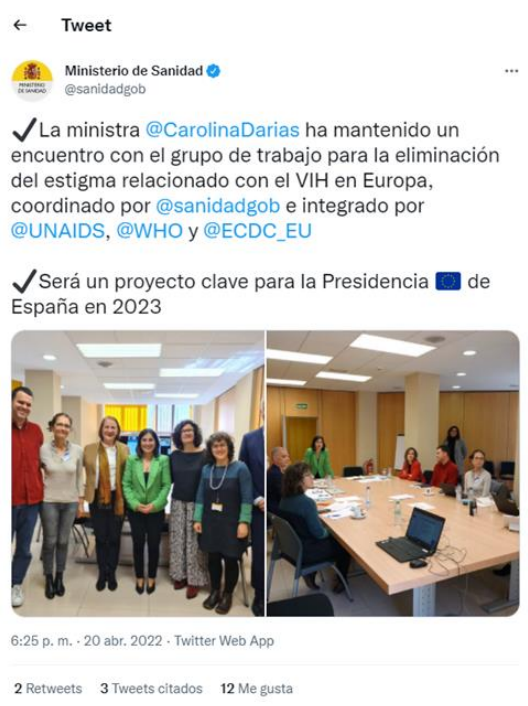 Tweet
MINISTERIO
DE SANIDAD
Ministerio de Sanidad
@sanidadgob
La ministra @CarolinaDarias ha mantenido un
encuentro con el grupo de trabajo para la eliminación
del estigma relacionado con el VIH en Europa,
coordinado por @sanidadgob e integrado por
@UNAIDS, @WHO y @ECDC_EU
Será un proyecto clave para la Presidencia 🇪🇺 de
España en 2023
6:25 p. m. · 20 abr. 2022 · Twitter Web App
2 Retweets 3 Tweets citados 12 Me gusta